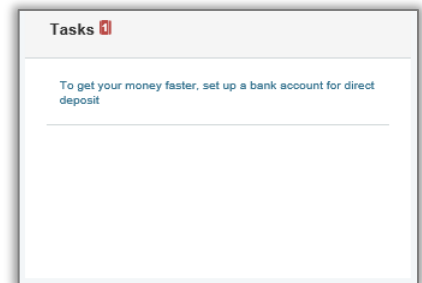 Tasks 1
To get your money faster, set up a bank account for direct
deposit